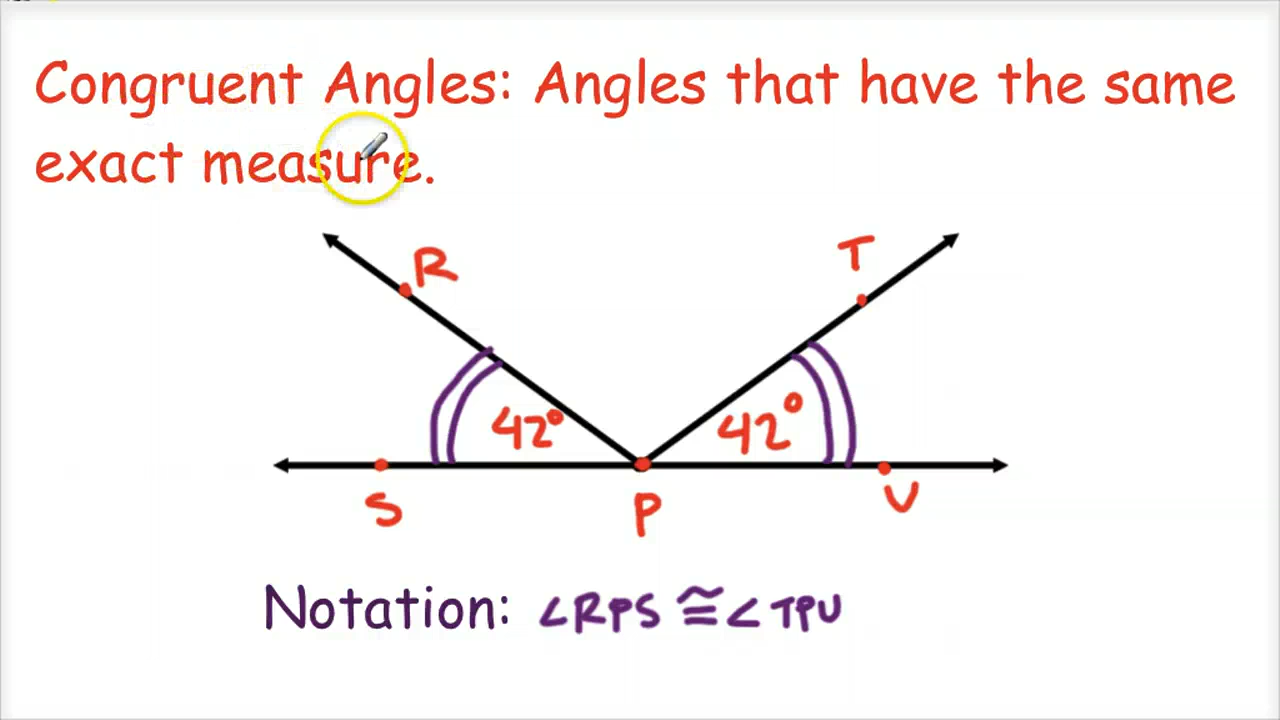 Congruent Angles: Angles that have the same
exact measure.
R
T
42°
42°
S
P
V
Notation: ∠RPS ≅ ∠TPU